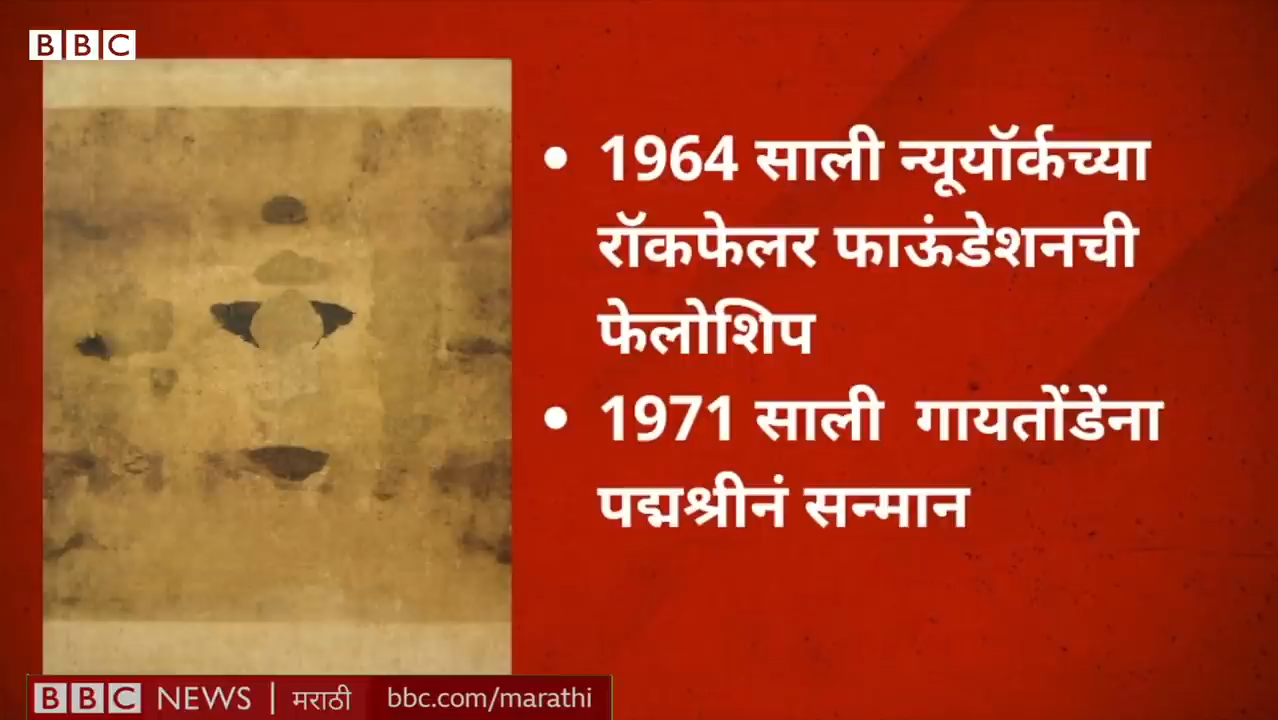 BBC
• 1964 साली न्यूयॉर्कच्या
रॉकफेलर फाऊंडेशनची
फेलोशिप
• 1971 साली गायतोंडेंना
पद्मश्रीनं सन्मान
BBC NEWS | मराठी bbc.com/marathi